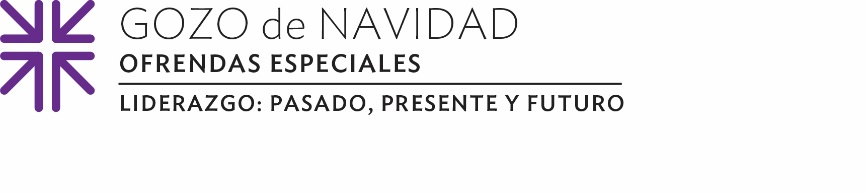 GOZO de NAVIDAD
OFRENDAS ESPECIALES
LIDERAZGO: PASADO, PRESENTE Y FUTURO